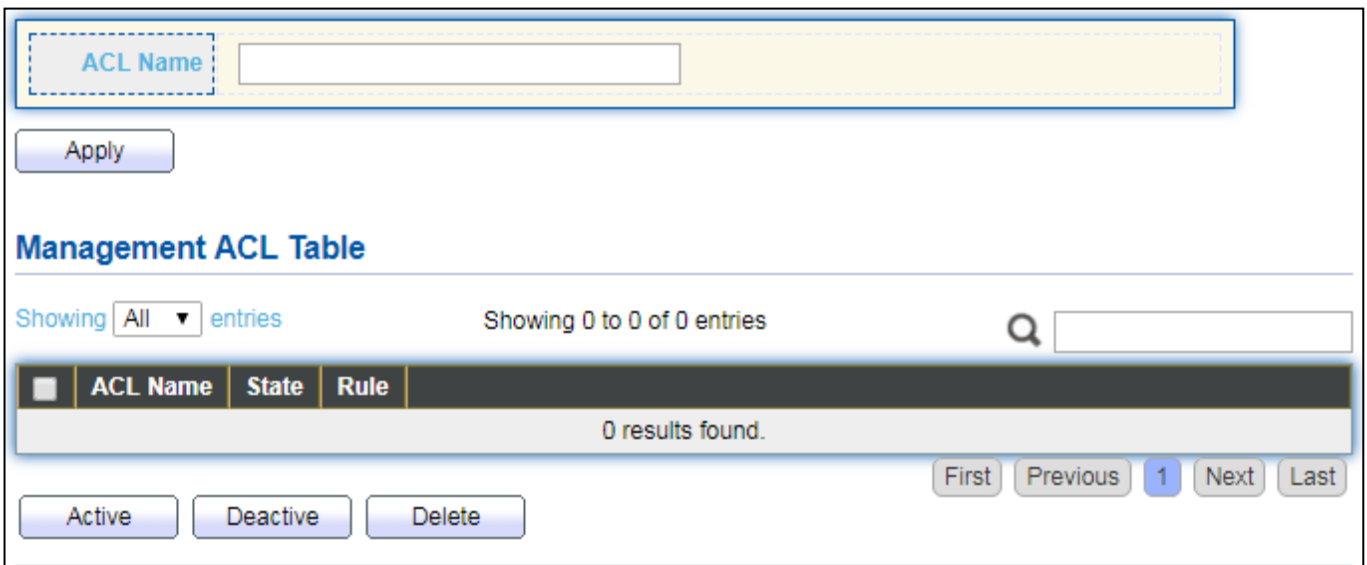 ACL Name
Apply
Management ACL Table
Showing All entries
Showing 0 to 0 of 0 entries
ACL Name State Rule
0 results found.
First Previous 1 Next Last
Active Deactive Delete